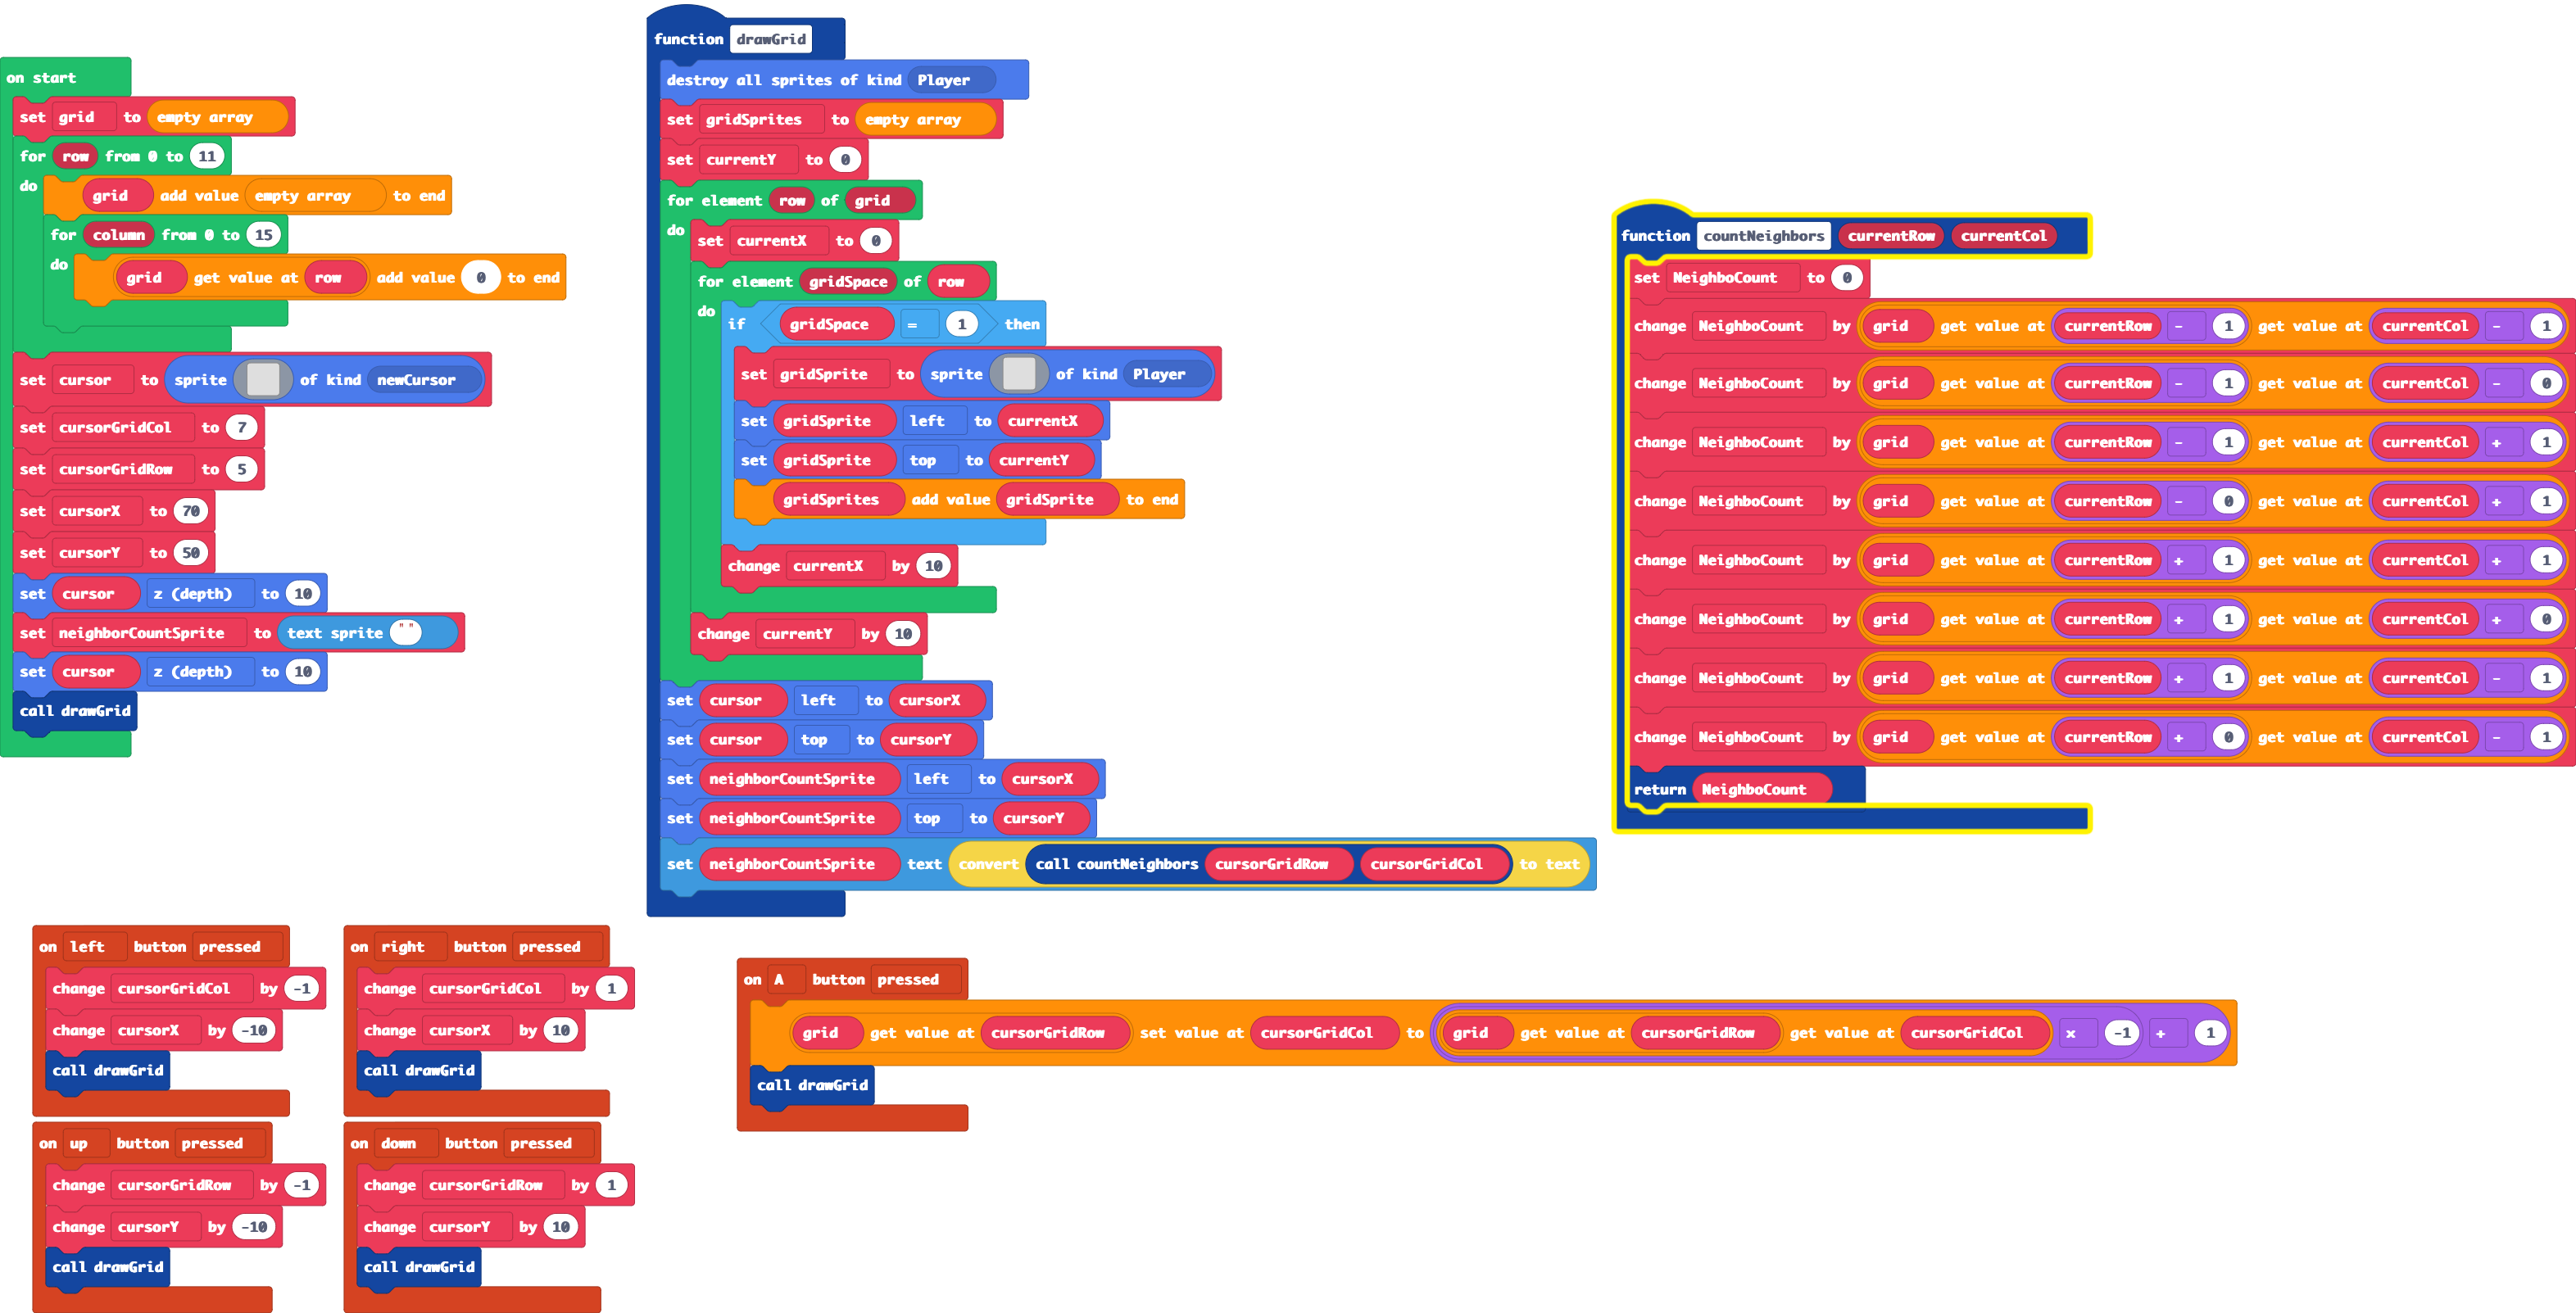 on start
set grid to empty array
for row from 0 to 11
do grid add value empty array to end
for column from 0 to 15
do grid get value at row add value 0 to end
set cursor to sprite of kind newCursor
set cursorGridCol to 7
set cursorGridRow to 5
set cursorX to 70
set cursorY to 50
set cursor z (depth) to 10
set neighborCountSprite to text sprite " "
set cursor z (depth) to 10
call drawGrid
function drawGrid
destroy all sprites of kind Player
set gridSprites to empty array
set currentY to 0
for element row of grid
do set currentX to 0
for element gridSpace of row
do if gridSpace = 1 then
set gridSprite to sprite of kind Player
set gridSprite left to currentX
set gridSprite top to currentY
gridSprites add value gridSprite to end
change currentX by 10
change currentY by 10
set cursor left to cursorX
set cursor top to cursorY
set neighborCountSprite left to cursorX
set neighborCountSprite top to cursorY
set neighborCountSprite text convert call countNeighbors cursorGridRow cursorGridCol to text
function countNeighbors currentRow currentCol
set NeighboCount to 0
change NeighboCount by grid get value at currentRow - 1 get value at currentCol - 1
change NeighboCount by grid get value at currentRow - 1 get value at currentCol - 0
change NeighboCount by grid get value at currentRow - 1 get value at currentCol + 1
change NeighboCount by grid get value at currentRow - 0 get value at currentCol + 1
change NeighboCount by grid get value at currentRow + 1 get value at currentCol + 1
change NeighboCount by grid get value at currentRow + 1 get value at currentCol + 0
change NeighboCount by grid get value at currentRow + 1 get value at currentCol - 1
change NeighboCount by grid get value at currentRow + 0 get value at currentCol - 1
return NeighboCount
on left button pressed
change cursorGridCol by -1
change cursorX by -10
call drawGrid
on right button pressed
change cursorGridCol by 1
change cursorX by 10
call drawGrid
on up button pressed
change cursorGridRow by -1
change cursorY by -10
call drawGrid
on down button pressed
change cursorGridRow by 1
change cursorY by 10
call drawGrid
on A button pressed
grid get value at cursorGridRow set value at cursorGridCol to grid get value at cursorGridRow get value at cursorGridCol x -1 + 1
call drawGrid